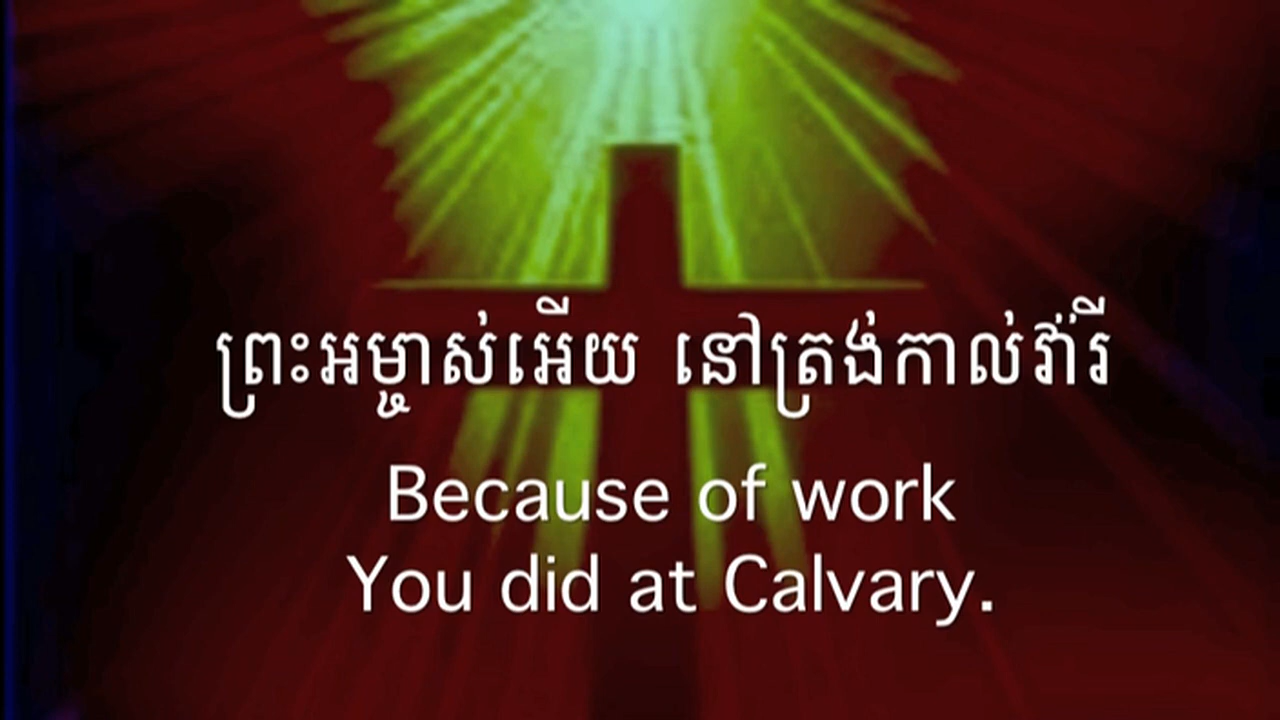 ព្រះអម្ចាស់អើយ នៅត្រង់កាល់វ៉ារី
Because of work
You did at Calvary.